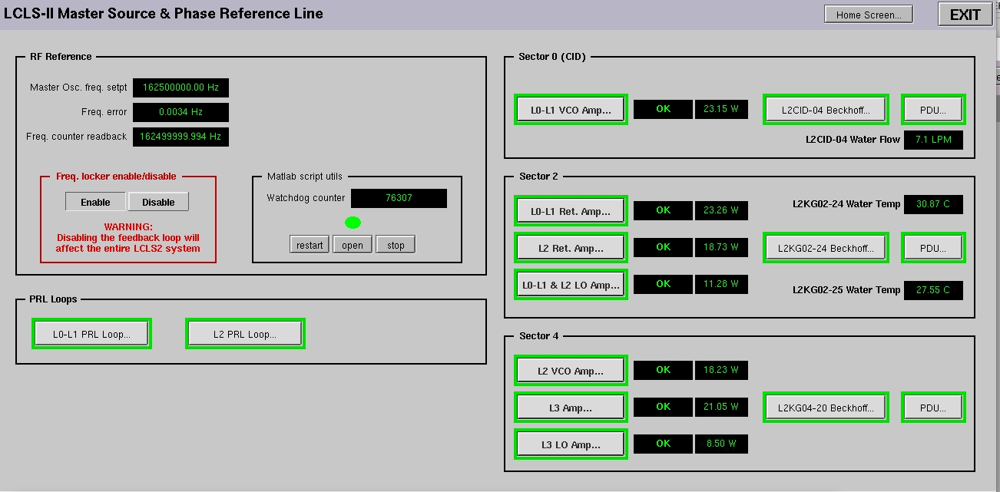 LCLS-II Master Source & Phase Reference Line
Home Screen...
EXIT
RF Reference
Master Osc. freq. setpt 162500000.00 Hz
Freq. error 0.0034 Hz
Freq. counter readback 162499999.994 Hz
Freq. locker enable/disable
Enable Disable
WARNING:
Disabling the feedback loop will
affect the entire LCLS2 system
Matlab script utils
Watchdog counter 76307
restart open stop
PRL Loops
L0-L1 PRL Loop... L2 PRL Loop...
Sector 0 (CID)
L0-L1 VCO Amp... OK 23.15 W L2CID-04 Beckhoff... PDU...
L2CID-04 Water Flow 7.1 LPM
Sector 2
L2KG02-24 Water Temp 30.87 C
L0-L1 Ret. Amp... OK 23.26 W
L2 Ret. Amp... OK 18.73 W L2KG02-24 Beckhoff... PDU...
L0-L1 & L2 LO Amp... OK 11.28 W
L2KG02-25 Water Temp 27.55 C
Sector 4
L2 VCO Amp... OK 18.23 W
L3 Amp... OK 21.05 W L2KG04-20 Beckhoff... PDU...
L3 LO Amp... OK 8.50 W